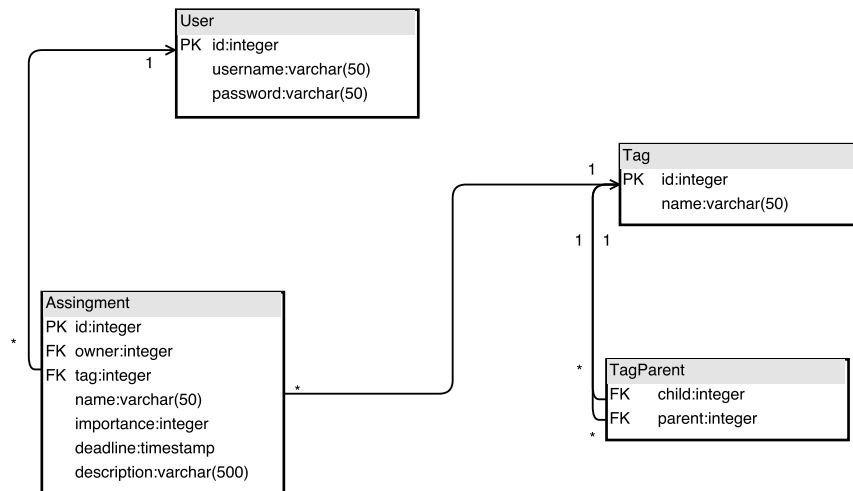 User
PK id:integer
username:varchar(50)
password:varchar(50)
1
Tag
PK id:integer
name:varchar(50)
1
1 1
Assingment
PK id:integer
FK owner:integer
FK tag:integer
name:varchar(50)
importance:integer
deadline:timestamp
description:varchar(500)
*
*
TagParent
FK child:integer
FK parent:integer
*
*